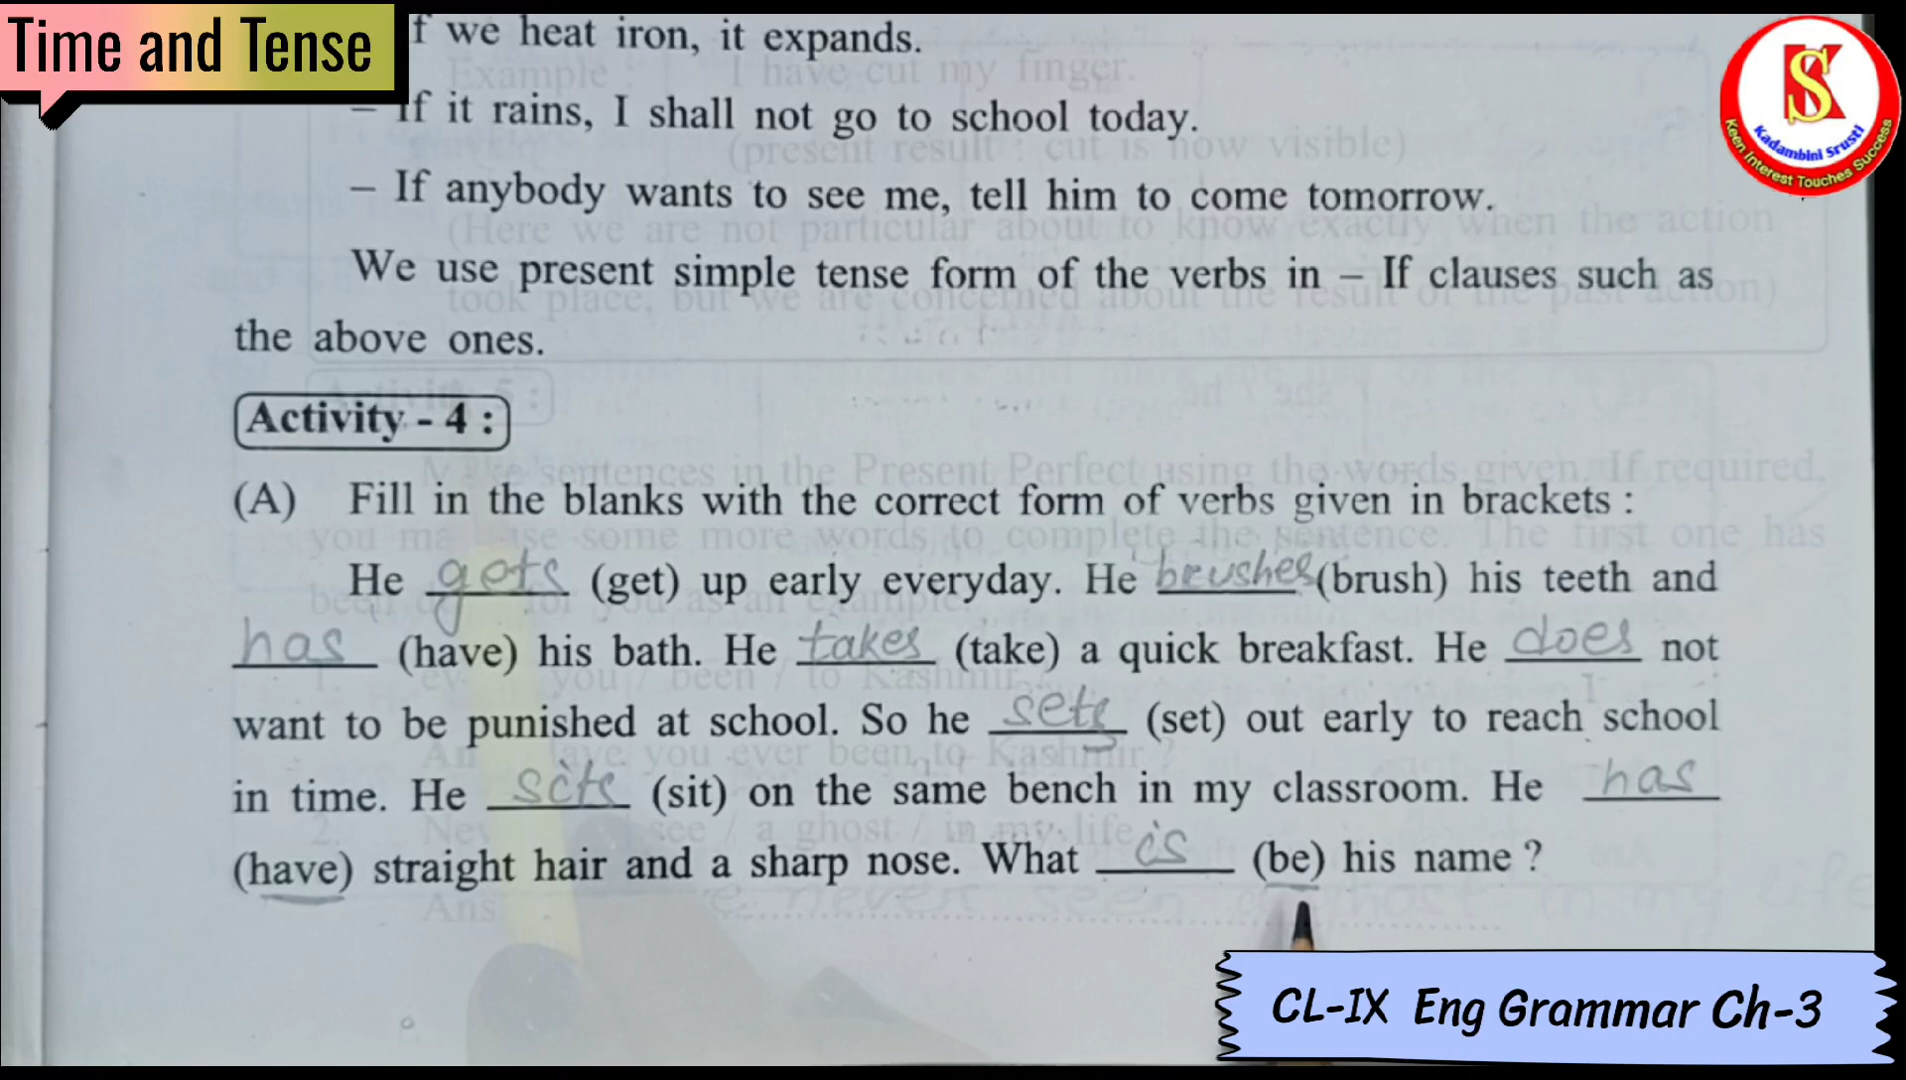 Time and Tense
f we heat iron, it expands.
– If it rains, I shall not go to school today.
– If anybody wants to see me, tell him to come tomorrow.
We use present simple tense form of the verbs in – If clauses such as
the above ones.
Activity - 4 :
(A) Fill in the blanks with the correct form of verbs given in brackets :
He gets (get) up early everyday. He brushes (brush) his teeth and
has (have) his bath. He takes (take) a quick breakfast. He does not
want to be punished at school. So he sets (set) out early to reach school
in time. He sits (sit) on the same bench in my classroom. He has
(have) straight hair and a sharp nose. What is (be) his name ?
KS
Kadambini Srusti
Keen Interest Touches Success
CL-IX Eng Grammar Ch-3